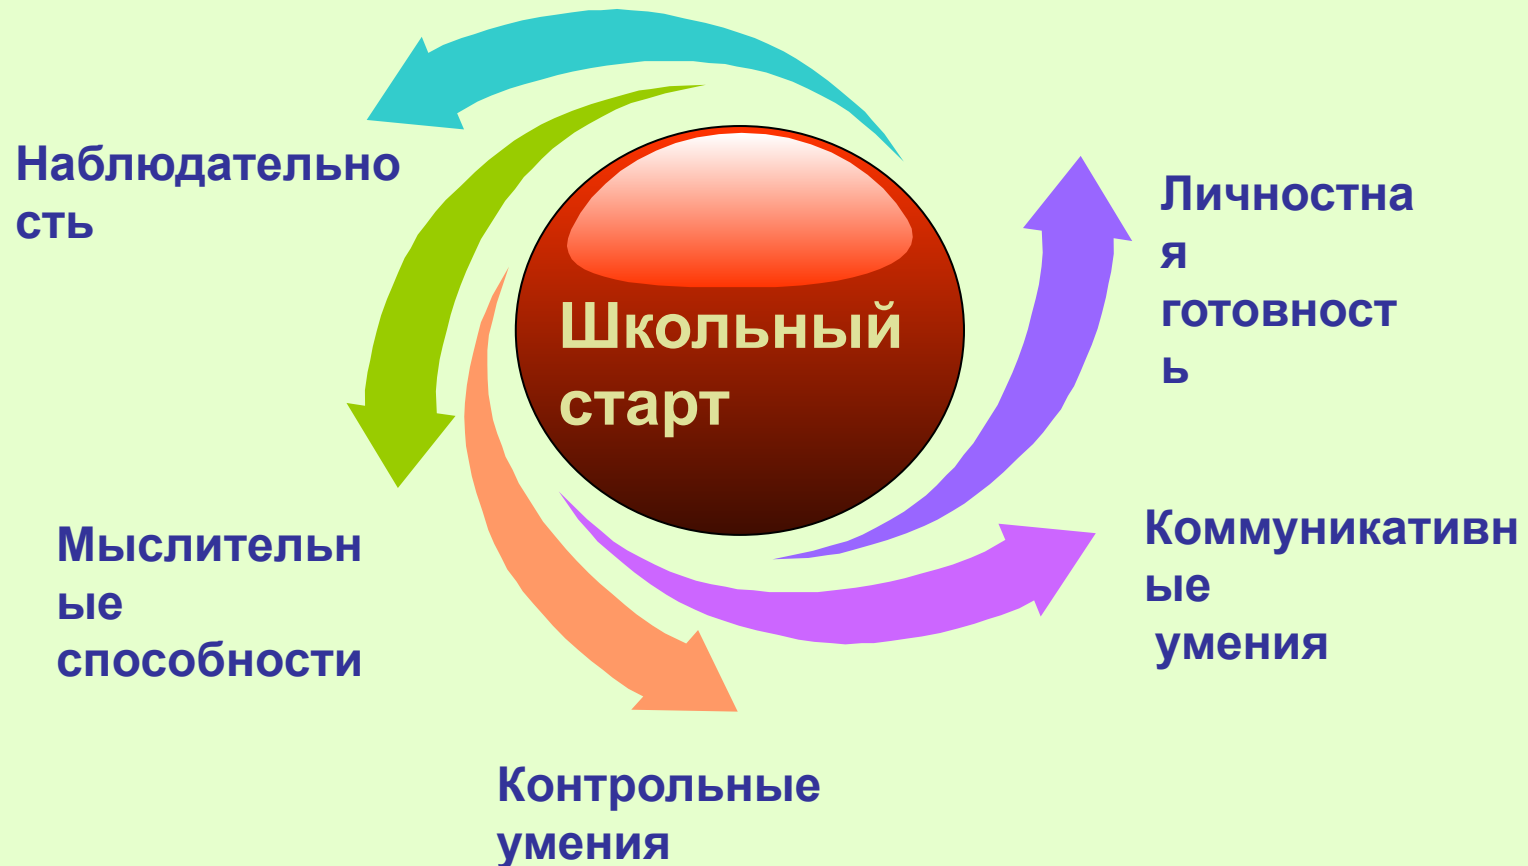 Наблюдательно
сть
Личностна
я
готовност
ь
Школьный
старт
Мыслительн
ые
способности
Коммуникативн
ые
умения
Контрольные
умения